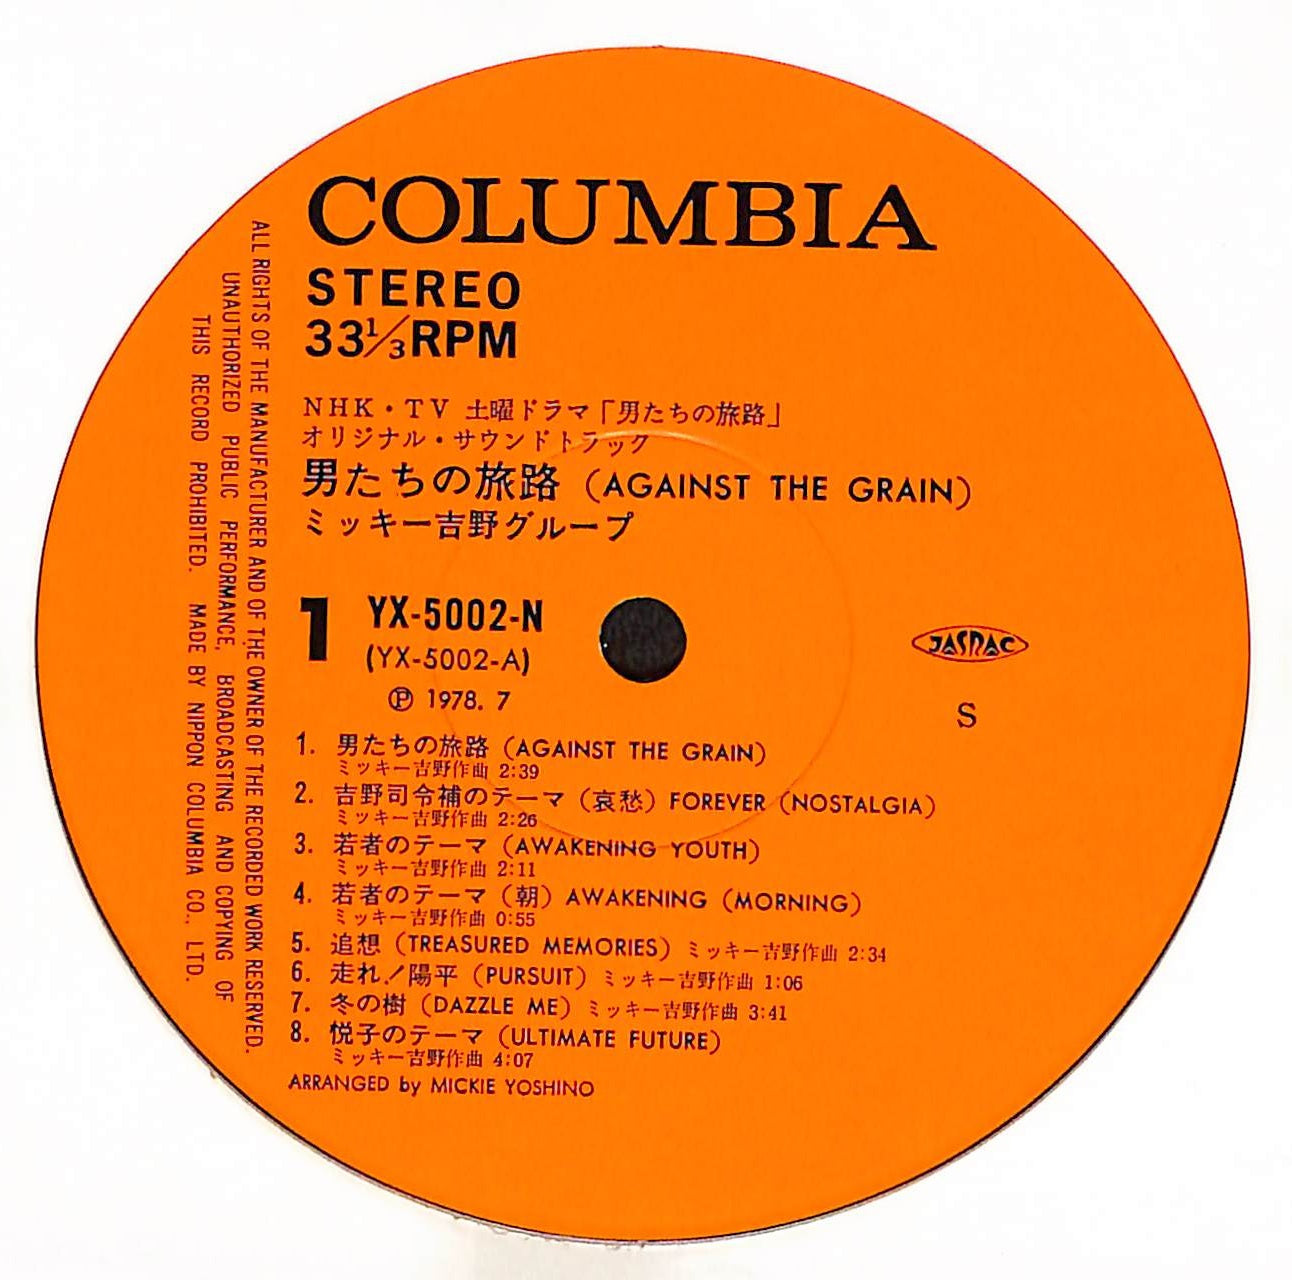 COLUMBIA
STEREO
33 1/3 RPM
NHK・TV 土曜ドラマ「男たちの旅路」
オリジナル・サウンドトラック
男たちの旅路 (AGAINST THE GRAIN)
ミッキー吉野グループ
1 YX-5002-N
(YX-5002-A)
Ⓟ 1978. 7
JASRAC
S
1. 男たちの旅路 (AGAINST THE GRAIN)
ミッキー吉野作曲 2:39
2. 吉野司令補のテーマ (哀愁) FOREVER (NOSTALGIA)
ミッキー吉野作曲 2:26
3. 若者のテーマ (AWAKENING YOUTH)
ミッキー吉野作曲 2:11
4. 若者のテーマ (朝) AWAKENING (MORNING)
ミッキー吉野作曲 0:55
5. 追想 (TREASURED MEMORIES) ミッキー吉野作曲 2:34
6. 走れ!陽平 (PURSUIT) ミッキー吉野作曲 1:06
7. 冬の樹 (DAZZLE ME) ミッキー吉野作曲 3:41
8. 悦子のテーマ (ULTIMATE FUTURE)
ミッキー吉野作曲 4:07
ARRANGED by MICKIE YOSHINO
ALL RIGHTS OF THE MANUFACTURER AND OF THE OWNER OF THE RECORDED WORK RESERVED.
UNAUTHORIZED PUBLIC PERFORMANCE, BROADCASTING AND COPYING OF
THIS RECORD PROHIBITED. MADE BY NIPPON COLUMBIA CO., LTD.